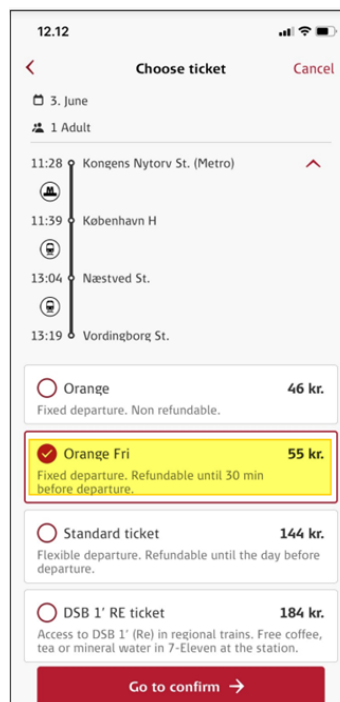 12.12
Choose ticket
Cancel
3. June
1 Adult
11:28 Kongens Nytorv St. (Metro)
11:39 København H
13:04 Næstved St.
13:19 Vordingborg St.
Orange 46 kr.
Fixed departure. Non refundable.
Orange Fri 55 kr.
Fixed departure. Refundable until 30 min
before departure.
Standard ticket 144 kr.
Flexible departure. Refundable until the day before
departure.
DSB 1' RE ticket 184 kr.
Access to DSB 1' (Re) in regional trains. Free coffee,
tea or mineral water in 7-Eleven at the station.
Go to confirm →